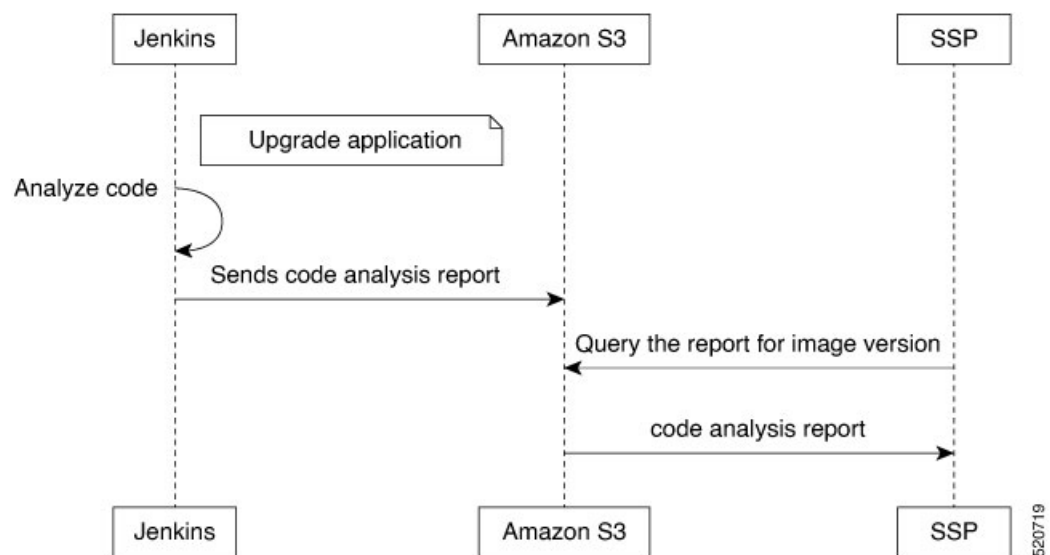 Jenkins
Amazon S3
SSP
Upgrade application
Analyze code
Sends code analysis report
Query the report for image version
code analysis report
Jenkins
Amazon S3
SSP
520719